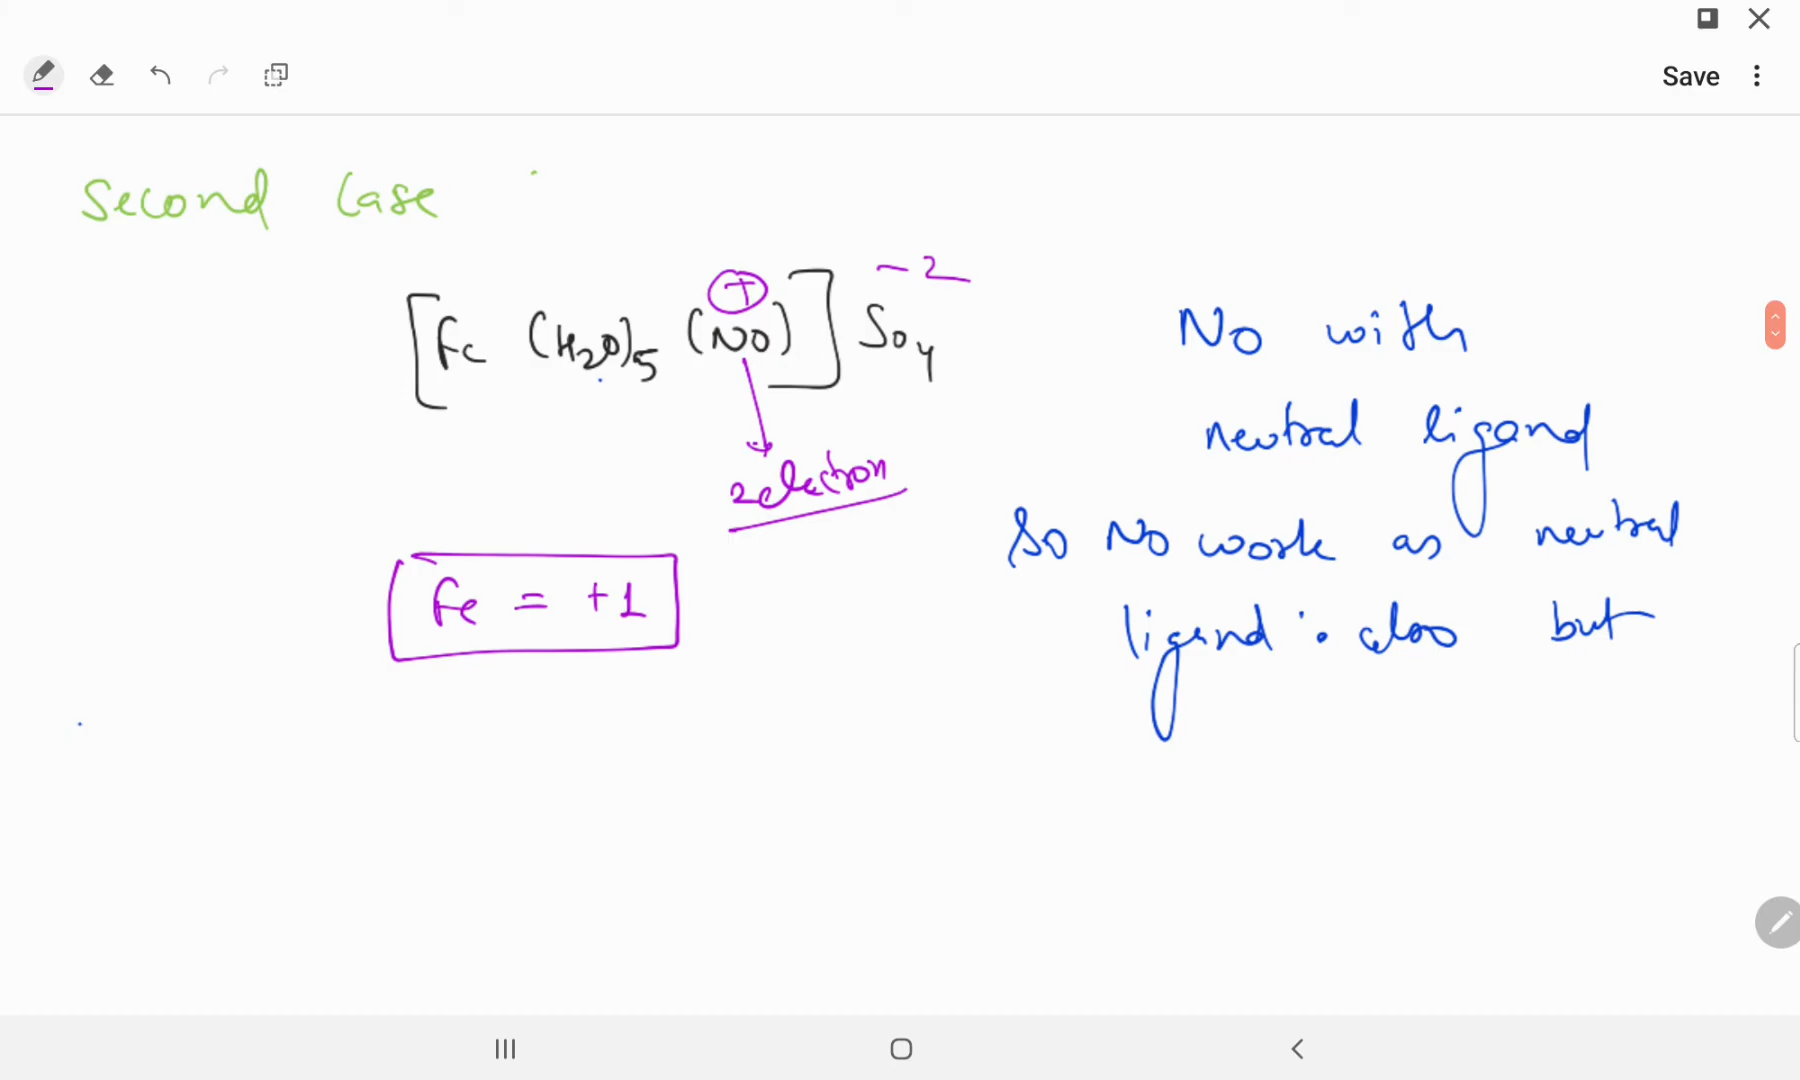 Save
Second Case
[Fe (H2O)5 (NO)+] SO4 -2
2electron
Fe = +1
NO with
neutral ligand
So NO work as neutral
ligand : also but